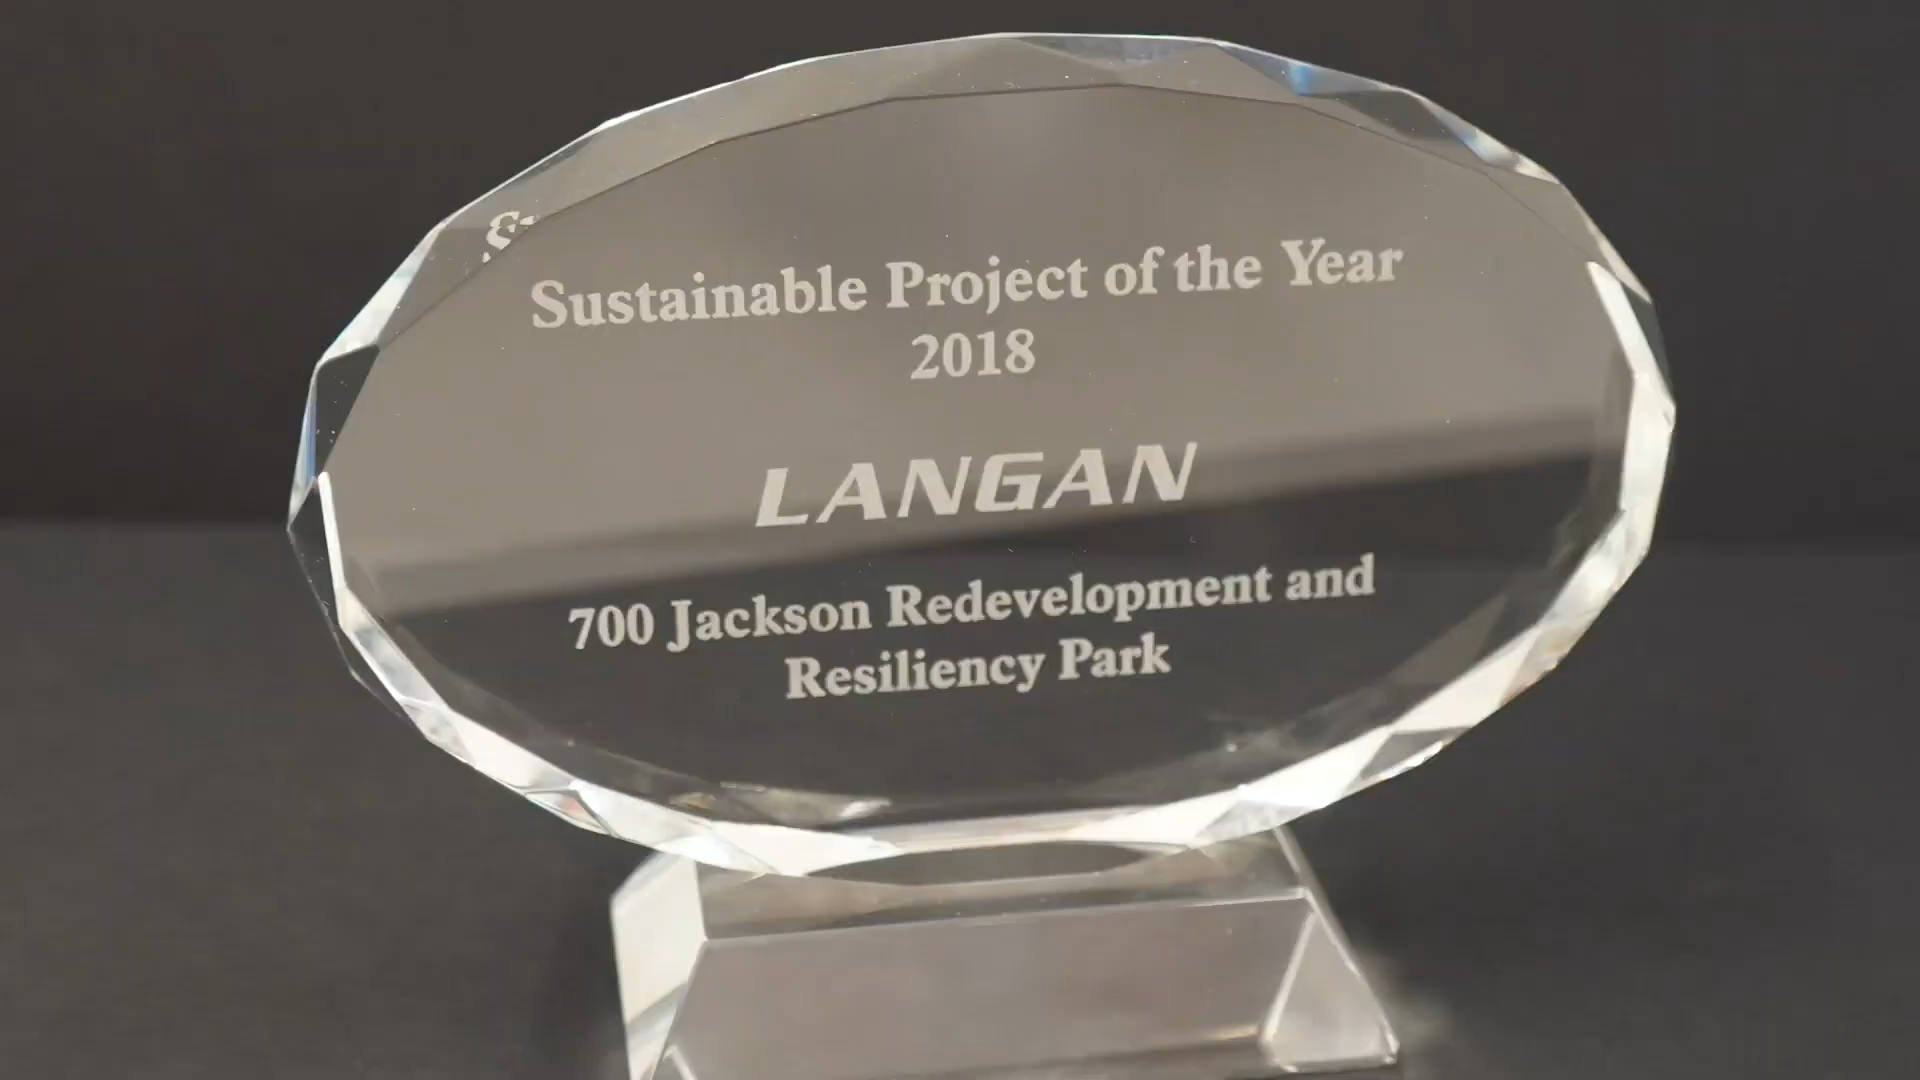 Sustainable Project of the Year
2018
LANGAN
700 Jackson Redevelopment and
Resiliency Park